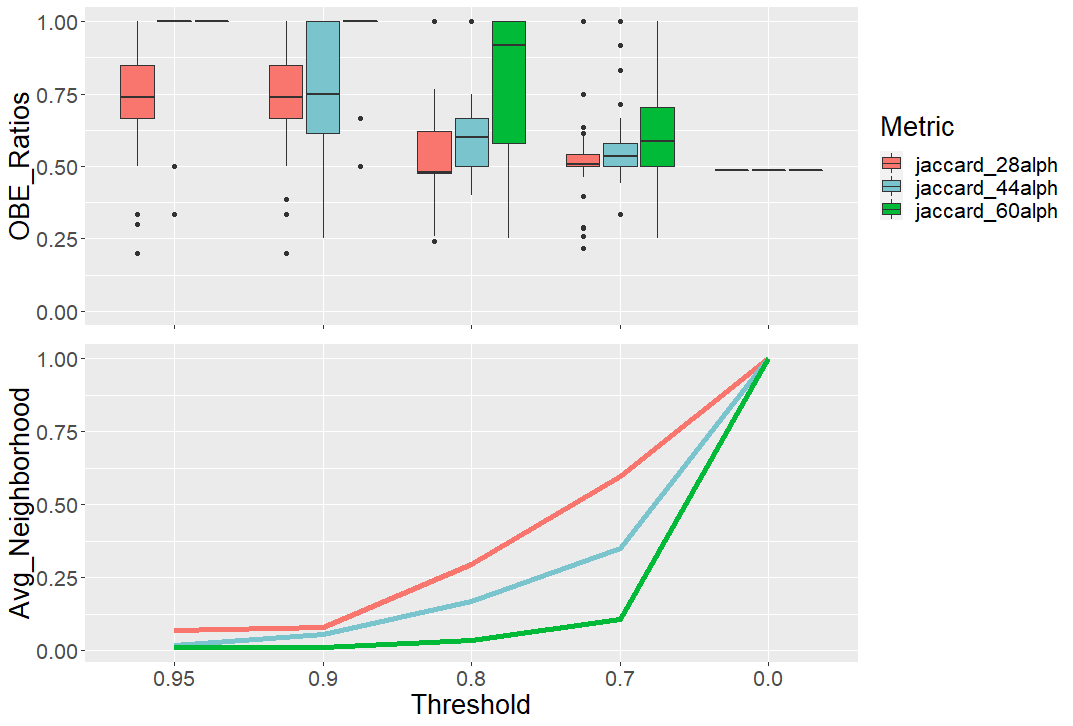 OBE_Ratios
1.00
0.75
0.50
0.25
0.00
Metric
jaccard_28alph
jaccard_44alph
jaccard_60alph
Avg_Neighborhood
1.00
0.75
0.50
0.25
0.00
0.95 0.9 0.8 0.7 0.0
Threshold